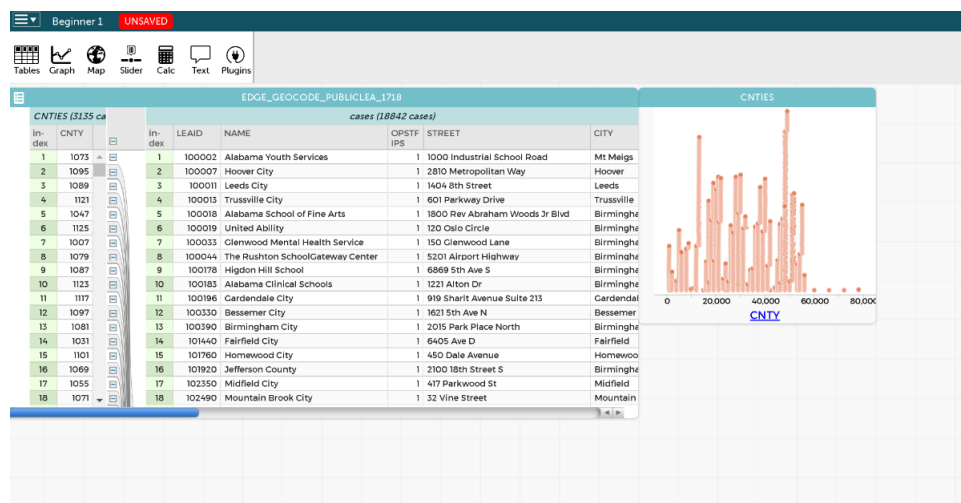 Beginner 1 UNSAVED
Tables Graph Map Slider Calc Text Plugins
EDGE_GEOCODE_PUBLICLEA_1718
CNTIES (3135 ca cases (18842 cases)
in-dex CNTY in-dex LEAID NAME OPSTF IPS STREET CITY
1 1073 1 100002 Alabama Youth Services 1 1000 Industrial School Road Mt Meigs
2 1095 2 100007 Hoover City 1 2810 Metropolitan Way Hoover
3 1089 3 100011 Leeds City 1 1404 8th Street Leeds
4 1121 4 100013 Trussville City 1 601 Parkway Drive Trussville
5 1047 5 100018 Alabama School of Fine Arts 1 1800 Rev Abraham Woods Jr Blvd Birmingha
6 1125 6 100019 United Ability 1 120 Oslo Circle Birmingha
7 1007 7 100033 Glenwood Mental Health Service 1 150 Glenwood Lane Birmingha
8 1079 8 100044 The Rushton SchoolGateway Center 1 5201 Airport Highway Birmingha
9 1087 9 100178 Higdon Hill School 1 6869 5th Ave S Birmingha
10 1123 10 100183 Alabama Clinical Schools 1 1221 Alton Dr Birmingha
11 1117 11 100196 Gardendale City 1 919 Sharit Avenue Suite 213 Gardendal
12 1097 12 100330 Bessemer City 1 1621 5th Ave N Bessemer
13 1081 13 100390 Birmingham City 1 2015 Park Place North Birmingha
14 1031 14 101440 Fairfield City 1 6405 Ave D Fairfield
15 1101 15 101760 Homewood City 1 450 Dale Avenue Homewoo
16 1069 16 101920 Jefferson County 1 2100 18th Street S Birmingha
17 1055 17 102350 Midfield City 1 417 Parkwood St Midfield
18 1071 18 102490 Mountain Brook City 1 32 Vine Street Mountain
CNTIES
0 20,000 40,000 60,000 80,00
CNTY